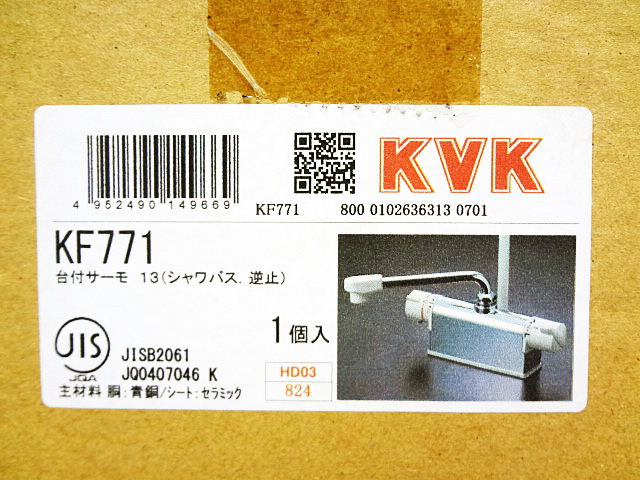 KVK
4 952490 149669
KF771 800 0102636313 0701
KF771
台付サーモ 13(シャワバス.逆止)
1個入
JIS
JQA
JISB2061
JQ0407046 K
HD03
824
主材料 胴:青銅/シート:セラミック